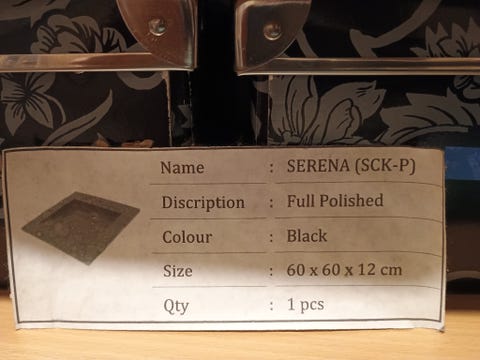 Name : SERENA (SCK-P)
Discription : Full Polished
Colour : Black
Size : 60 x 60 x 12 cm
Qty : 1 pcs